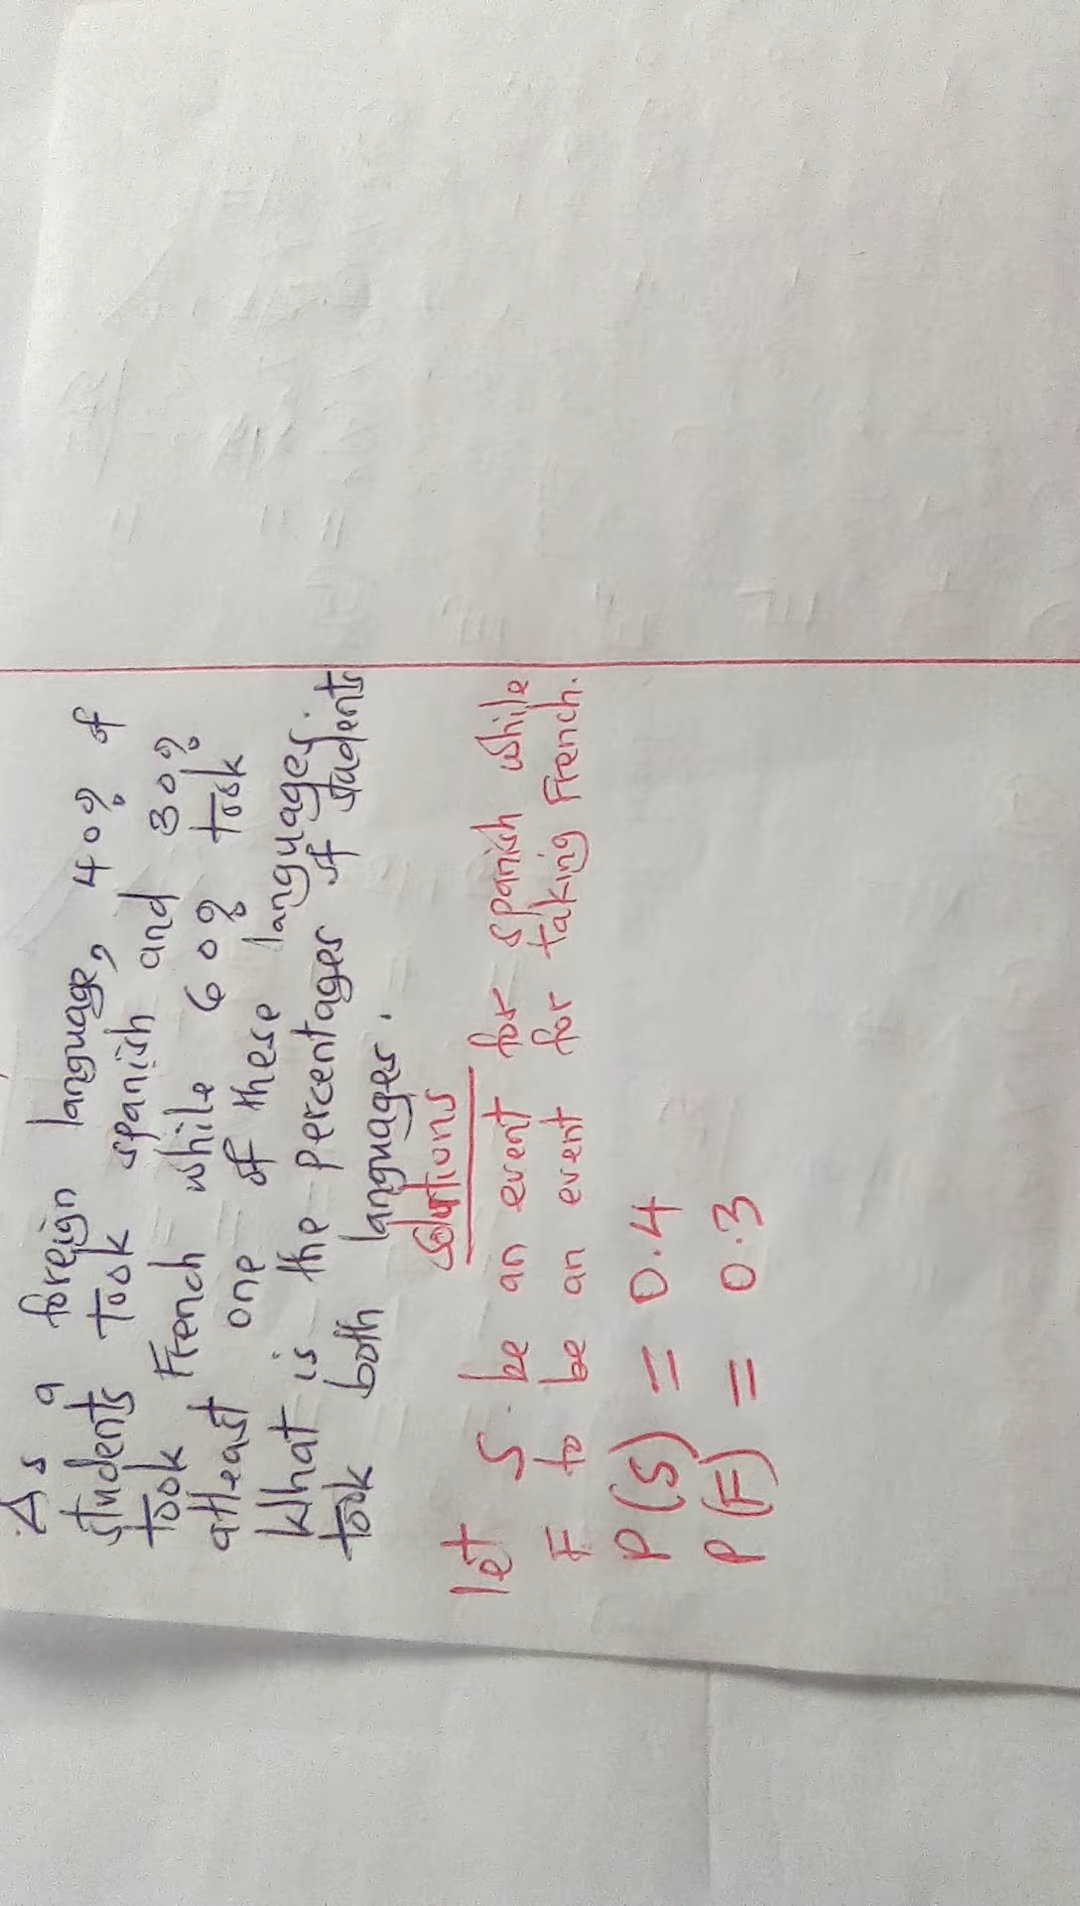 As a foreign language, 40% of
students took spanish and 30%
took French while 60% took
atleast one of these languages.
What is the percentages of students
took both languages.
solutions
let S be an event for spanish while
F to be an event for taking French.
P(S) = 0.4
P(F) = 0.3